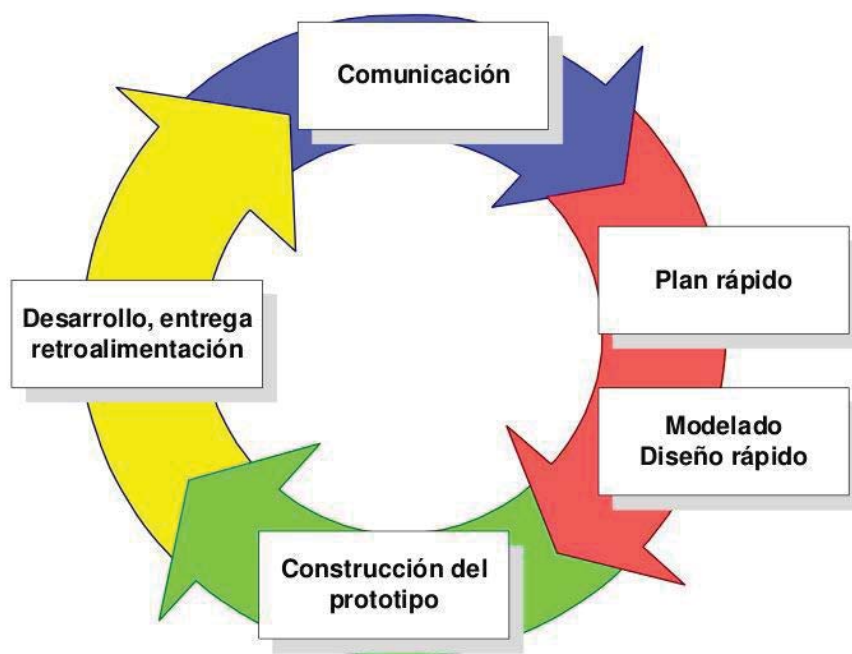 Comunicación
Plan rápido
Modelado
Diseño rápido
Construcción del
prototipo
Desarrollo, entrega
retroalimentación